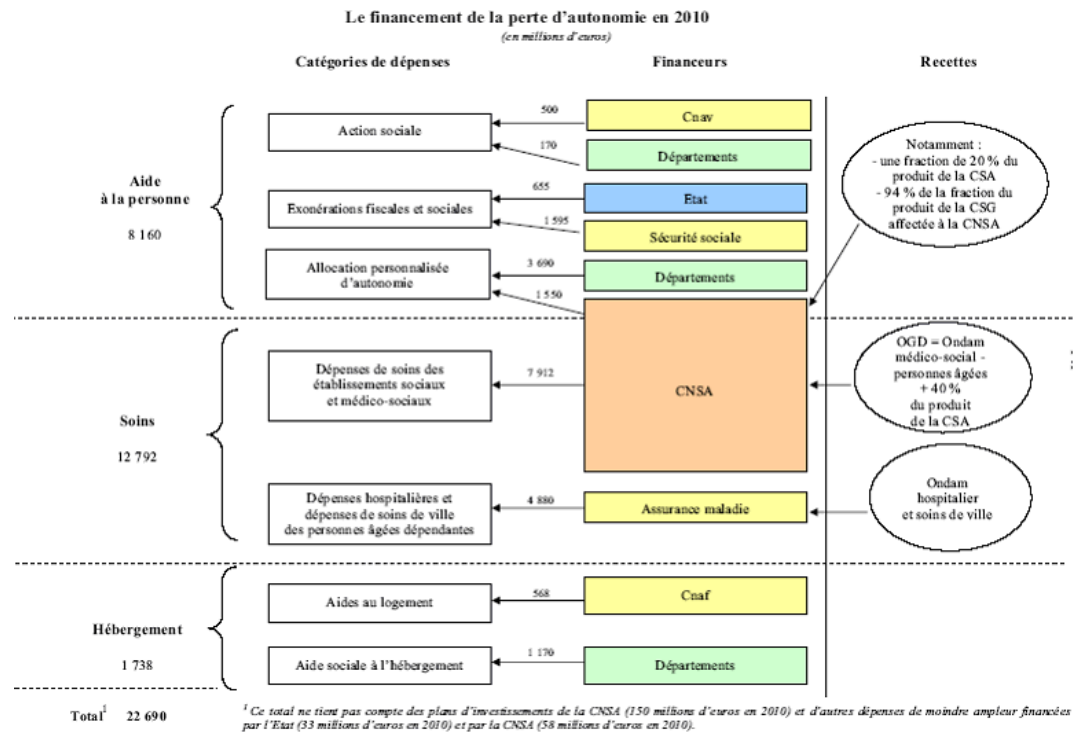 Le financement de la perte d'autonomie en 2010
(en millions d'euros)
Catégories de dépenses
Financeurs
Recettes
Aide
à la personne
8 160
Action sociale
500
170
Cnav
Départements
Exonérations fiscales et sociales
655
1 595
Etat
Sécurité sociale
Allocation personnalisée
d'autonomie
3 690
1 550
Départements
Notamment :
- une fraction de 20 % du
produit de la CSA
- 94 % de la fraction du
produit de la CSG
affectée à la CNSA
Soins
12 792
Dépenses de soins des
établissements sociaux
et médico-sociaux
7 912
CNSA
OGD = Ondam
médico-social -
personnes âgées
+ 40 %
du produit
de la CSA
Dépenses hospitalières et
dépenses de soins de ville
des personnes âgées dépendantes
4 880
Assurance maladie
Ondam
hospitalier
et soins de ville
Hébergement
1 738
Aides au logement
568
Cnaf
Aide sociale à l'hébergement
1 170
Départements
Total¹ 22 690
¹ Ce total ne tient pas compte des plans d'investissements de la CNSA (150 millions d'euros en 2010) et d'autres dépenses de moindre ampleur financées
par l'Etat (33 millions d'euros en 2010) et par la CNSA (58 millions d'euros en 2010).